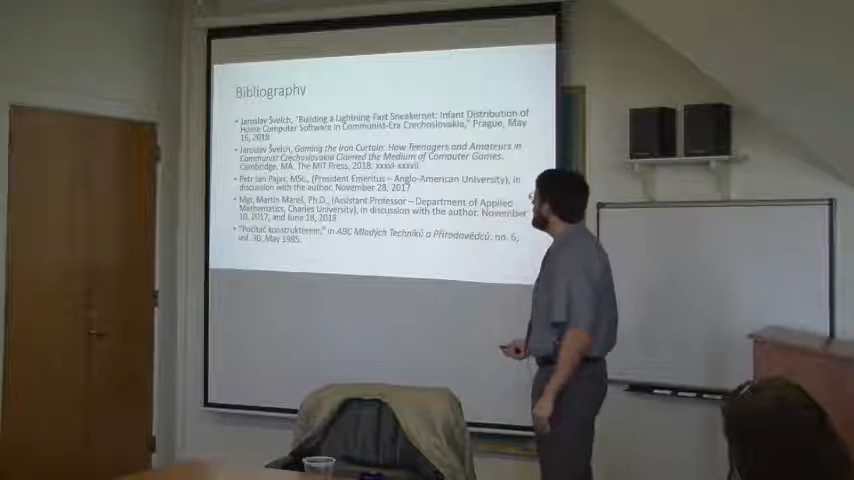 Bibliography
• Jaroslav Švelch, "Building a Lightning-Fast Sneakernet: Infant Distribution of
Home Computer Software in Communist-Era Czechoslovakia," Prague, May
16, 2018
• Jaroslav Švelch, Gaming the Iron Curtain: How Teenagers and Amateurs in
Communist Czechoslovakia Claimed the Medium of Computer Games.
Cambridge, MA. The MIT Press, 2018: xxxvi-xxxvii
• Petr Jan Pajas, MSc., (President Emeritus – Anglo-American University), in
discussion with the author. November 28, 2017
• Mgr. Martin Mareš, Ph.D., (Assistant Professor – Department of Applied
Mathematics, Charles University), in discussion with the author. November
10, 2017, and June 18, 2018
• "Počítač konstruktérem," in ABC Mladých Techniků a Přírodovědců. no. 6,
vol. 30. May 1985.